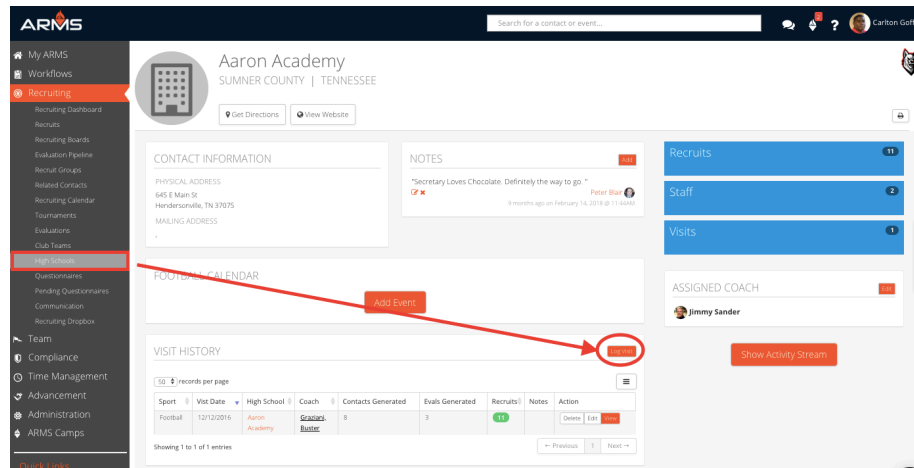 ARMS
Search for a contact or event...
2
?
Carlton Goff
My ARMS
Workflows
Recruiting
Recruiting Dashboard
Recruits
Recruiting Boards
Evaluation Pipeline
Recruit Groups
Related Contacts
Recruiting Calendar
Tournaments
Evaluations
Club Teams
High Schools
Questionnaires
Pending Questionnaires
Communication
Recruiting Dropbox
Team
Compliance
Time Management
Advancement
Administration
ARMS Camps
Quick Links
Aaron Academy
SUMNER COUNTY | TENNESSEE
Get Directions
View Website
CONTACT INFORMATION
PHYSICAL ADDRESS
645 E Main St
Hendersonville, TN 37075
MAILING ADDRESS
,
NOTES
Add
"Secretary Loves Chocolate. Definitely the way to go. "
Peter Blair
9 months ago on February 14, 2018 @ 11:44AM
Recruits 11
Staff 2
Visits 1
FOOTBALL CALENDAR
Add Event
ASSIGNED COACH
Edit
Jimmy Sander
Show Activity Stream
VISIT HISTORY
Log Visit
50 records per page
Sport Vist Date High School Coach Contacts Generated Evals Generated Recruits Notes Action
Football 12/12/2016 Aaron Academy Graziani, Buster 8 3 11 Delete Edit View
Showing 1 to 1 of 1 entries
← Previous 1 Next →